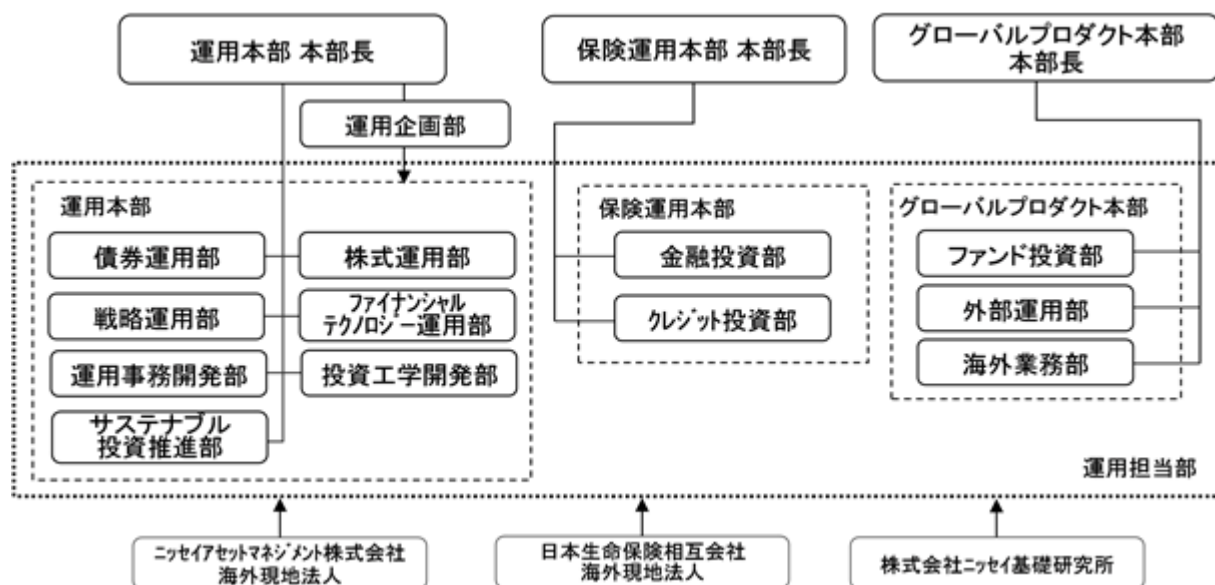 運用本部 本部長
保険運用本部 本部長
グローバルプロダクト本部
本部長
運用企画部
運用本部
債券運用部
株式運用部
戦略運用部
ファイナンシャル
テクノロジー運用部
運用事務開発部
投資工学開発部
サステナブル
投資推進部
保険運用本部
金融投資部
クレジット投資部
グローバルプロダクト本部
ファンド投資部
外部運用部
海外業務部
運用担当部
ニッセイアセットマネジメント株式会社
海外現地法人
日本生命保険相互会社
海外現地法人
株式会社ニッセイ基礎研究所